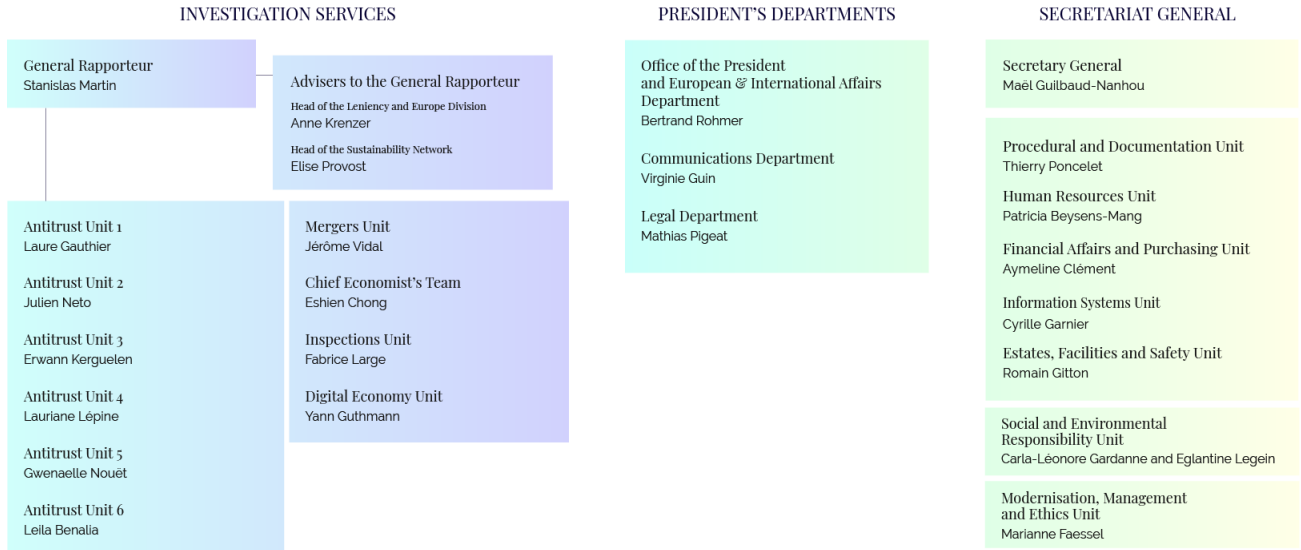 INVESTIGATION SERVICES
General Rapporteur
Stanislas Martin
Advisers to the General Rapporteur
Head of the Leniency and Europe Division
Anne Krenzer
Head of the Sustainability Network
Elise Provost
Antitrust Unit 1
Laure Gauthier
Antitrust Unit 2
Julien Neto
Antitrust Unit 3
Erwann Kerguelen
Antitrust Unit 4
Lauriane Lépine
Antitrust Unit 5
Gwenaelle Nouët
Antitrust Unit 6
Leila Benalia
Mergers Unit
Jérôme Vidal
Chief Economist’s Team
Eshien Chong
Inspections Unit
Fabrice Large
Digital Economy Unit
Yann Guthmann
PRESIDENT’S DEPARTMENTS
Office of the President
and European & International Affairs
Department
Bertrand Rohmer
Communications Department
Virginie Guin
Legal Department
Mathias Pigeat
SECRETARIAT GENERAL
Secretary General
Maël Guilbaud-Nanhou
Procedural and Documentation Unit
Thierry Poncelet
Human Resources Unit
Patricia Beysens-Mang
Financial Affairs and Purchasing Unit
Aymeline Clément
Information Systems Unit
Cyrille Garnier
Estates, Facilities and Safety Unit
Romain Gitton
Social and Environmental
Responsibility Unit
Carla-Léonore Gardanne and Eglantine Legein
Modernisation, Management
and Ethics Unit
Marianne Faessel